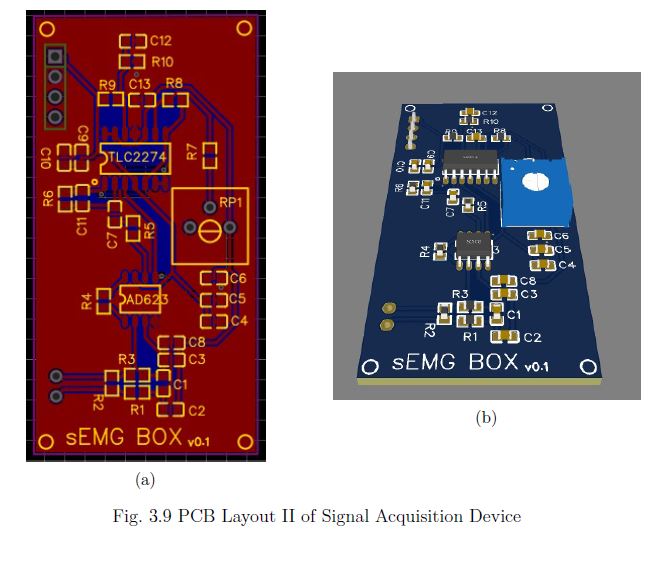 C12
R10
R9
C13
R8
C10
C9
TLC2274
R7
R6
C11
RP1
C7
R5
C6
R4
AD623
C5
C4
C8
R3
C3
R2
C1
R1
C2
sEMG BOX v0.1
(a)
C12
R10
R9
C13
R8
C10
C9
R6
C11
C7
R5
C6
R4
3
C5
C4
C8
R3
C3
C1
R2
R1
C2
sEMG BOX v0.1
(b)
Fig. 3.9 PCB Layout II of Signal Acquisition Device